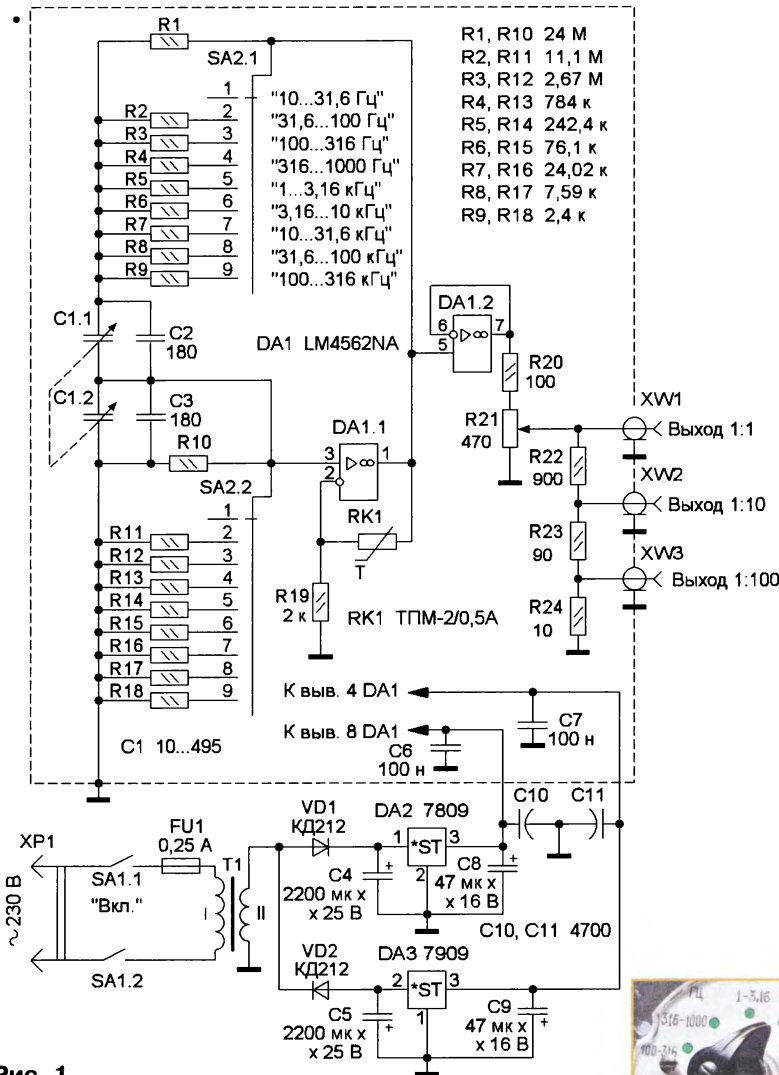 R1
SA2.1
1 "10...31,6 Гц"
R2 2 "31,6...100 Гц"
R3 3 "100...316 Гц"
R4 4 "316...1000 Гц"
R5 5 "1...3,16 кГц"
R6 6 "3,16...10 кГц"
R7 7 "10...31,6 кГц"
R8 8 "31,6...100 кГц"
R9 9 "100...316 кГц"
R1, R10 24 М
R2, R11 11,1 М
R3, R12 2,67 М
R4, R13 784 к
R5, R14 242,4 к
R6, R15 76,1 к
R7, R16 24,02 к
R8, R17 7,59 к
R9, R18 2,4 к
C1.1
C2
180
DA1 LM4562NA
C1.2
C3
180
R10
SA2.2
DA1.1
3
2
1
DA1.2
6
5
7
R20
100
R21
470
XW1
Выход 1:1
R22
900
XW2
Выход 1:10
R23
90
XW3
Выход 1:100
R24
10
RK1
T
R19
2 к
RK1 ТПМ-2/0,5А
1
R11 2
R12 3
R13 4
R14 5
R15 6
R16 7
R17 8
R18 9
C1 10...495
К выв. 4 DA1
К выв. 8 DA1
C7
100 н
C6
100 н
C10
C11
XP1
~230 В
SA1.1
"Вкл."
SA1.2
FU1
0,25 А
T1
I
II
VD1
КД212
C4
2200 мк х
х 25 В
DA2 7809
1
*ST
3
2
C8
47 мк х
х 16 В
C10, C11 4700
VD2
КД212
C5
2200 мк х
х 25 В
DA3 7909
2
*ST
3
1
C9
47 мк х
х 16 В
Рис. 1
ГЦ
1-3,16
316-1000
100-316